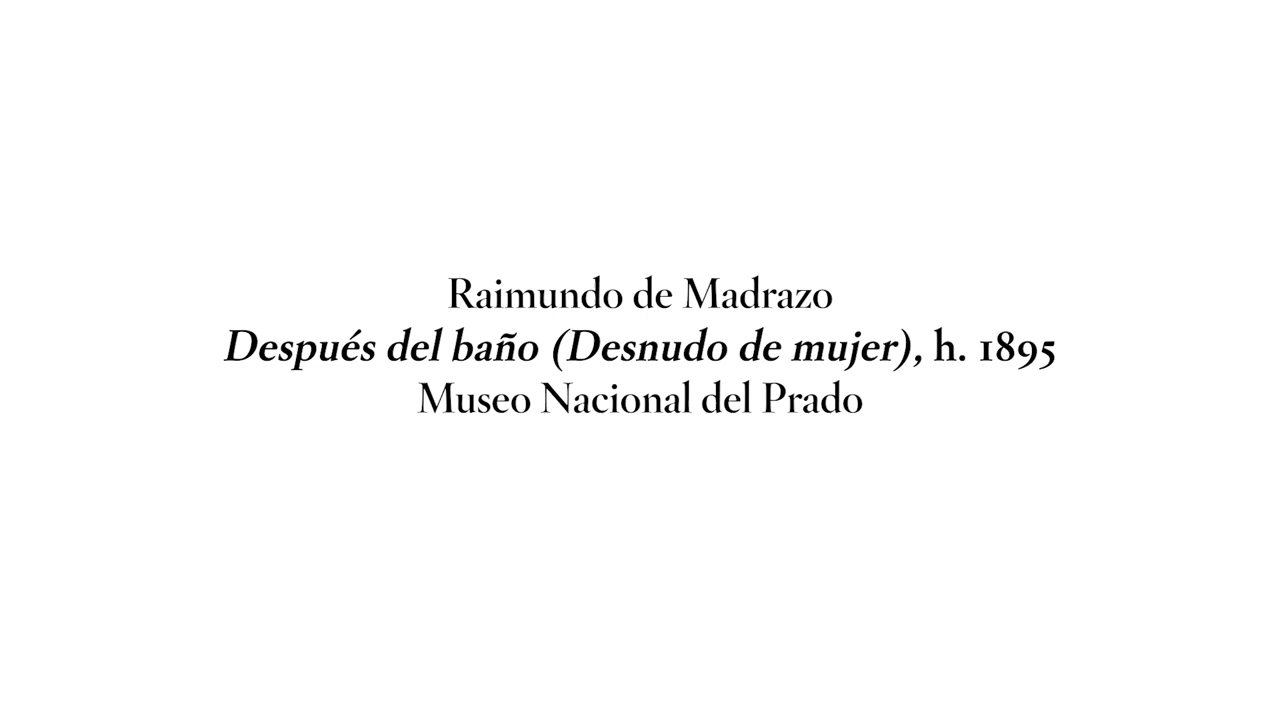 Raimundo de Madrazo
Después del baño (Desnudo de mujer), h. 1895
Museo Nacional del Prado